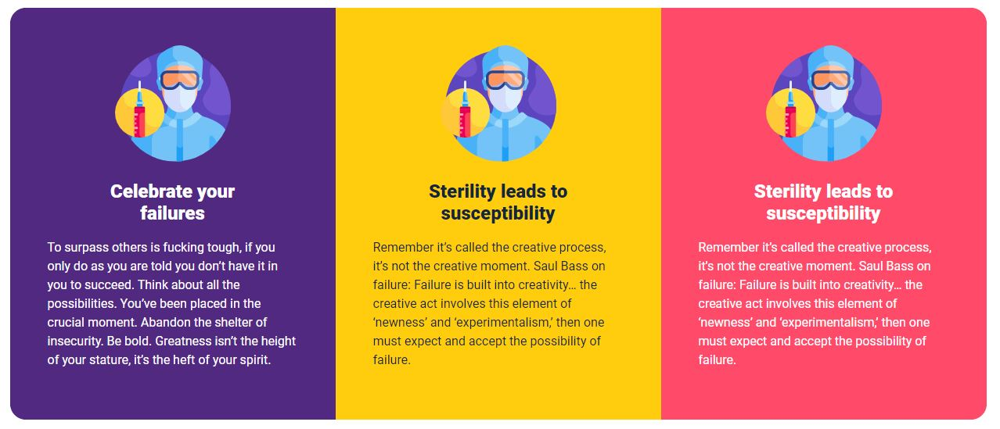 Celebrate your
failures
To surpass others is fucking tough, if you
only do as you are told you don’t have it in
you to succeed. Think about all the
possibilities. You’ve been placed in the
crucial moment. Abandon the shelter of
insecurity. Be bold. Greatness isn’t the height
of your stature, it’s the heft of your spirit.
Sterility leads to
susceptibility
Remember it’s called the creative process,
it’s not the creative moment. Saul Bass on
failure: Failure is built into creativity… the
creative act involves this element of
‘newness’ and ‘experimentalism,’ then one
must expect and accept the possibility of
failure.
Sterility leads to
susceptibility
Remember it’s called the creative process,
it’s not the creative moment. Saul Bass on
failure: Failure is built into creativity… the
creative act involves this element of
‘newness’ and ‘experimentalism,’ then one
must expect and accept the possibility of
failure.